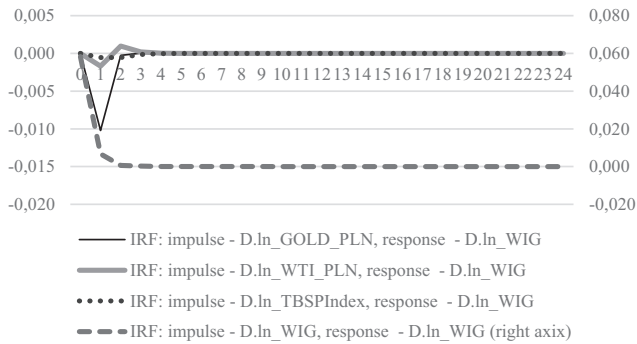 0,005 0,080
0,000 0,060
0 1 2 3 4 5 6 7 8 9 10 11 12 13 14 15 16 17 18 19 20 21 22 23 24
-0,005 0,040
-0,010 0,020
-0,015 0,000
-0,020 -0,020
IRF: impulse - D.ln_GOLD_PLN, response - D.ln_WIG
IRF: impulse - D.ln_WTI_PLN, response - D.ln_WIG
IRF: impulse - D.ln_TBSPIndex, response - D.ln_WIG
IRF: impulse - D.ln_WIG, response - D.ln_WIG (right axis)